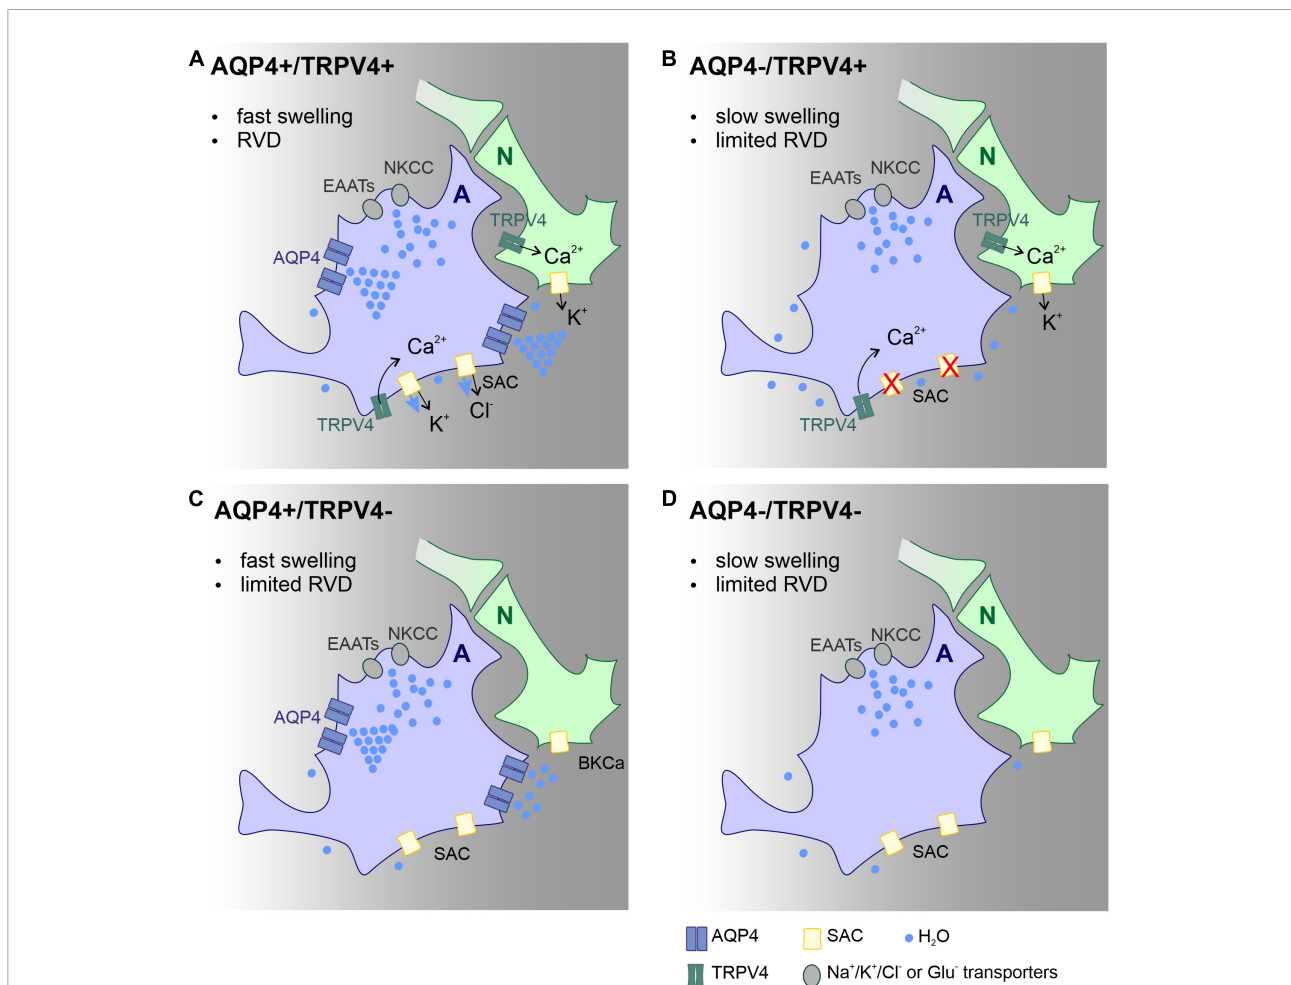 A AQP4+/TRPV4+
• fast swelling
• RVD
NKCC
EAATs
N
A
TRPV4
AQP4
Ca²⁺
K⁺
Ca²⁺
SAC
Cl⁻
K⁺
TRPV4
B AQP4-/TRPV4+
• slow swelling
• limited RVD
NKCC
EAATs
N
A
TRPV4
Ca²⁺
K⁺
Ca²⁺
SAC
TRPV4
C AQP4+/TRPV4-
• fast swelling
• limited RVD
NKCC
EAATs
N
A
AQP4
BKCa
SAC
D AQP4-/TRPV4-
• slow swelling
• limited RVD
NKCC
EAATs
N
A
SAC
AQP4 SAC H₂O
TRPV4 Na⁺/K⁺/Cl⁻ or Glu⁻ transporters